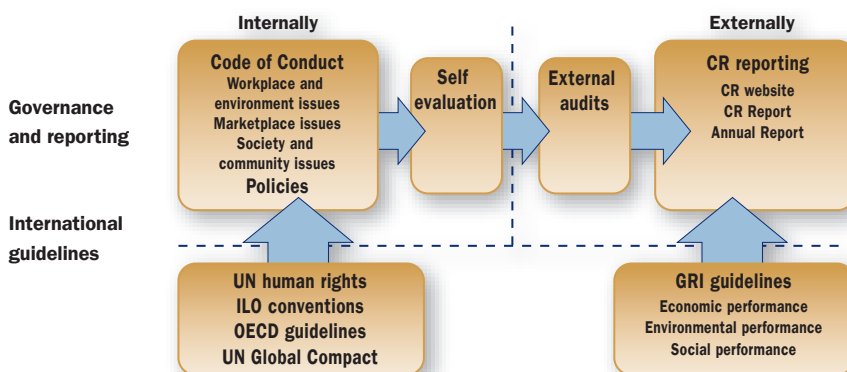 Internally
Externally
Governance
and reporting
Code of Conduct
Workplace and
environment issues
Marketplace issues
Society and
community issues
Policies
Self
evaluation
External
audits
CR reporting
CR website
CR Report
Annual Report
International
guidelines
UN human rights
ILO conventions
OECD guidelines
UN Global Compact
GRI guidelines
Economic performance
Environmental performance
Social performance